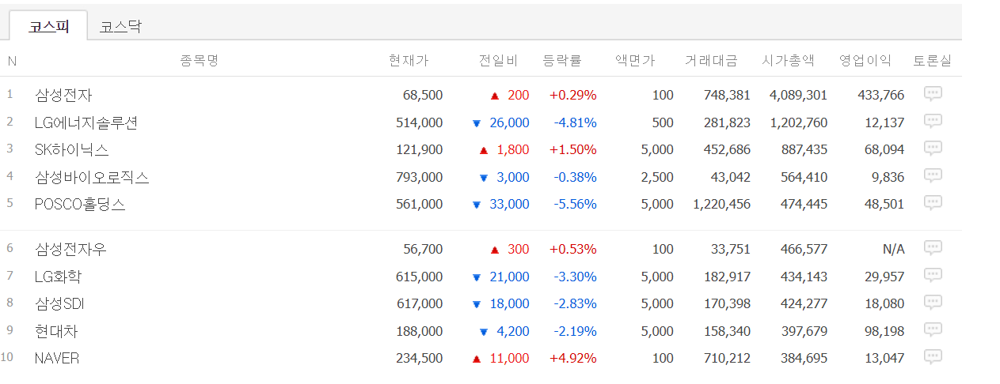 코스피 코스닥
N 종목명 현재가 전일비 등락률 액면가 거래대금 시가총액 영업이익 토론실
1 삼성전자 68,500 ▲ 200 +0.29% 100 748,381 4,089,301 433,766
2 LG에너지솔루션 514,000 ▼ 26,000 -4.81% 500 281,823 1,202,760 12,137
3 SK하이닉스 121,900 ▲ 1,800 +1.50% 5,000 452,686 887,435 68,094
4 삼성바이오로직스 793,000 ▼ 3,000 -0.38% 2,500 43,042 564,410 9,836
5 POSCO홀딩스 561,000 ▼ 33,000 -5.56% 5,000 1,220,456 474,445 48,501
6 삼성전자우 56,700 ▲ 300 +0.53% 100 33,751 466,577 N/A
7 LG화학 615,000 ▼ 21,000 -3.30% 5,000 182,917 434,143 29,957
8 삼성SDI 617,000 ▼ 18,000 -2.83% 5,000 170,398 424,277 18,080
9 현대차 188,000 ▼ 4,200 -2.19% 5,000 158,340 397,679 98,198
10 NAVER 234,500 ▲ 11,000 +4.92% 100 710,212 384,695 13,047